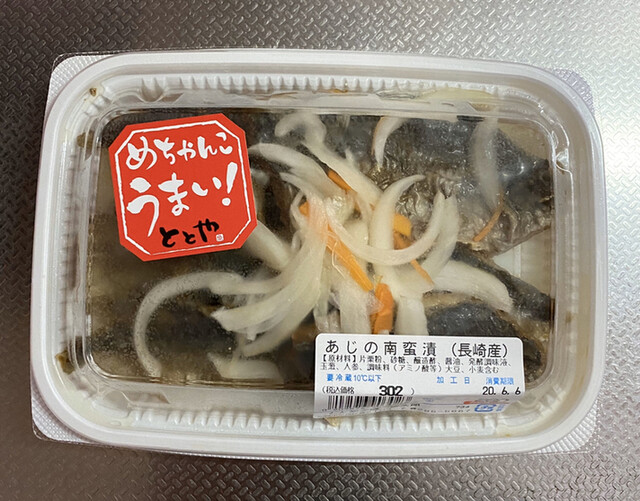 めちゃんこ
うまい!
ととや
あじの南蛮漬 (長崎産)
【原材料】片栗粉、砂糖、醸造酢、醤油、発酵調味液、
玉葱、人参、調味料(アミノ酸等)大豆、小麦含む
要冷蔵10℃以下 加工日 消費期限
(税込価格 302 ) 20. 6. 6